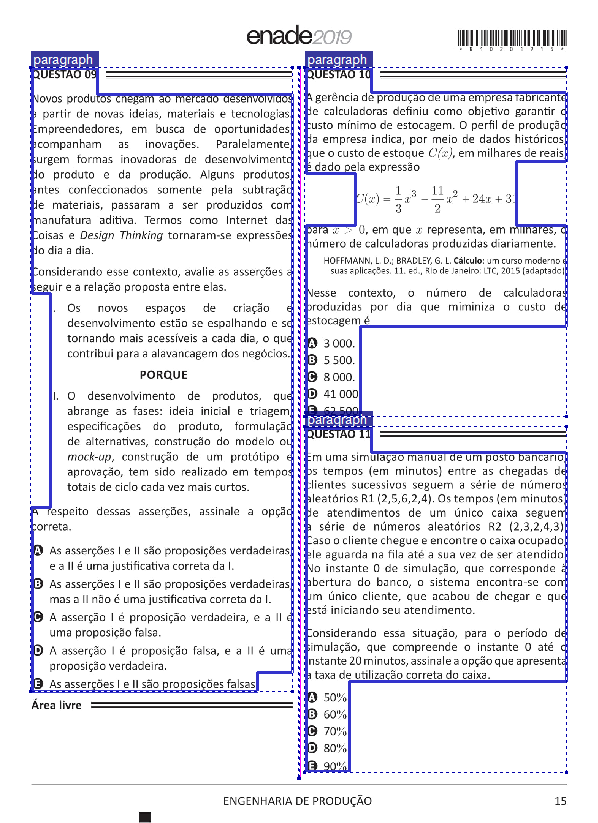 enade2019
paragraph
QUESTÃO 09
Novos produtos chegam ao mercado desenvolvidos
a partir de novas ideias, materiais e tecnologias.
Empreendedores, em busca de oportunidades,
acompanham as inovações. Paralelamente,
surgem formas inovadoras de desenvolvimento
do produto e da produção. Alguns produtos,
antes confeccionados somente pela subtração
de materiais, passaram a ser produzidos com
manufatura aditiva. Termos como Internet das
Coisas e Design Thinking tornaram-se expressões
do dia a dia.
Considerando esse contexto, avalie as asserções a
seguir e a relação proposta entre elas.
I. Os novos espaços de criação e
desenvolvimento estão se espalhando e se
tornando mais acessíveis a cada dia, o que
contribui para a alavancagem dos negócios.
PORQUE
II. O desenvolvimento de produtos, que
abrange as fases: ideia inicial e triagem,
especificações do produto, formulação
de alternativas, construção do modelo ou
mock-up, construção de um protótipo e
aprovação, tem sido realizado em tempos
totais de ciclo cada vez mais curtos.
A respeito dessas asserções, assinale a opção
correta.
A As asserções I e II são proposições verdadeiras,
e a II é uma justificativa correta da I.
B As asserções I e II são proposições verdadeiras,
mas a II não é uma justificativa correta da I.
C A asserção I é proposição verdadeira, e a II é
uma proposição falsa.
D A asserção I é proposição falsa, e a II é uma
proposição verdadeira.
E As asserções I e II são proposições falsas.
Área livre
paragraph
QUESTÃO 10
A gerência de produção de uma empresa fabricante
de calculadoras definiu como objetivo garantir o
custo mínimo de estocagem. O perfil de produção
da empresa indica, por meio de dados históricos,
que o custo de estoque C(x), em milhares de reais,
é dado pela expressão
C(x) = 1/3 x³ − 11/2 x² + 24x + 31
para x > 0, em que x representa, em milhares, o
número de calculadoras produzidas diariamente.
HOFFMANN, L. D.; BRADLEY, G. L. Cálculo: um curso moderno e
suas aplicações. 11. ed., Rio de Janeiro: LTC, 2015 (adaptado).
Nesse contexto, o número de calculadoras
produzidas por dia que miminiza o custo de
estocagem é
A 3 000.
B 5 500.
C 8 000.
D 41 000
E 62 500
paragraph
QUESTÃO 11
Em uma simulação manual de um posto bancário,
os tempos (em minutos) entre as chegadas de
clientes sucessivos seguem a série de números
aleatórios R1 (2,5,6,2,4). Os tempos (em minutos)
de atendimentos de um único caixa seguem
a série de números aleatórios R2 (2,3,2,4,3).
Caso o cliente chegue e encontre o caixa ocupado,
ele aguarda na fila até a sua vez de ser atendido.
No instante 0 de simulação, que corresponde à
abertura do banco, o sistema encontra-se com
um único cliente, que acabou de chegar e que
está iniciando seu atendimento.
Considerando essa situação, para o período de
simulação, que compreende o instante 0 até o
instante 20 minutos, assinale a opção que apresenta
a taxa de utilização correta do caixa.
A 50%
B 60%
C 70%
D 80%
E 90%
ENGENHARIA DE PRODUÇÃO 15